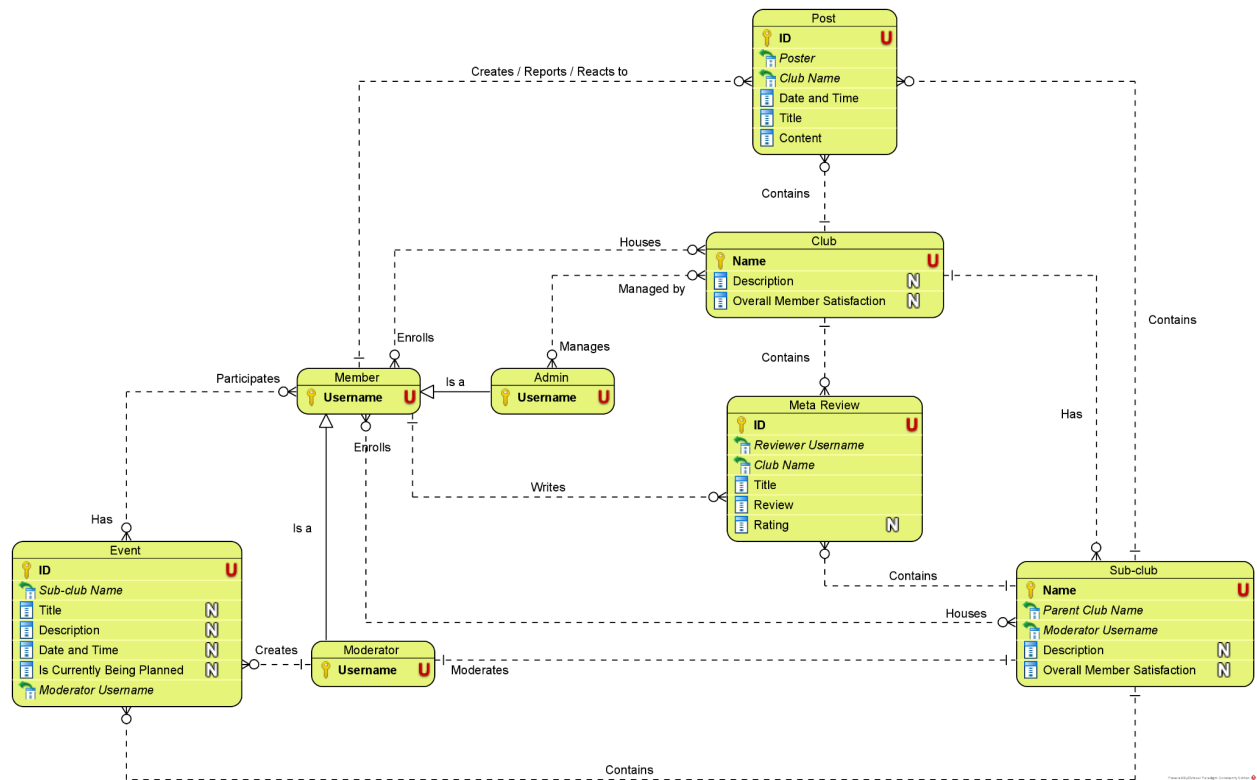 Post
ID U
Poster
Club Name
Date and Time
Title
Content
Creates / Reports / Reacts to
Contains
Club
Name U
Description N
Overall Member Satisfaction N
Houses
Managed by
Enrolls
Manages
Contains
Contains
Participates
Member
Username U
Is a
Admin
Username U
Enrolls
Meta Review
ID U
Reviewer Username
Club Name
Title
Review
Rating N
Has
Writes
Has
Is a
Event
ID U
Sub-club Name
Title N
Description N
Date and Time N
Is Currently Being Planned N
Moderator Username
Creates
Moderator
Username U
Moderates
Contains
Houses
Sub-club
Name U
Parent Club Name
Moderator Username
Description N
Overall Member Satisfaction N
Contains